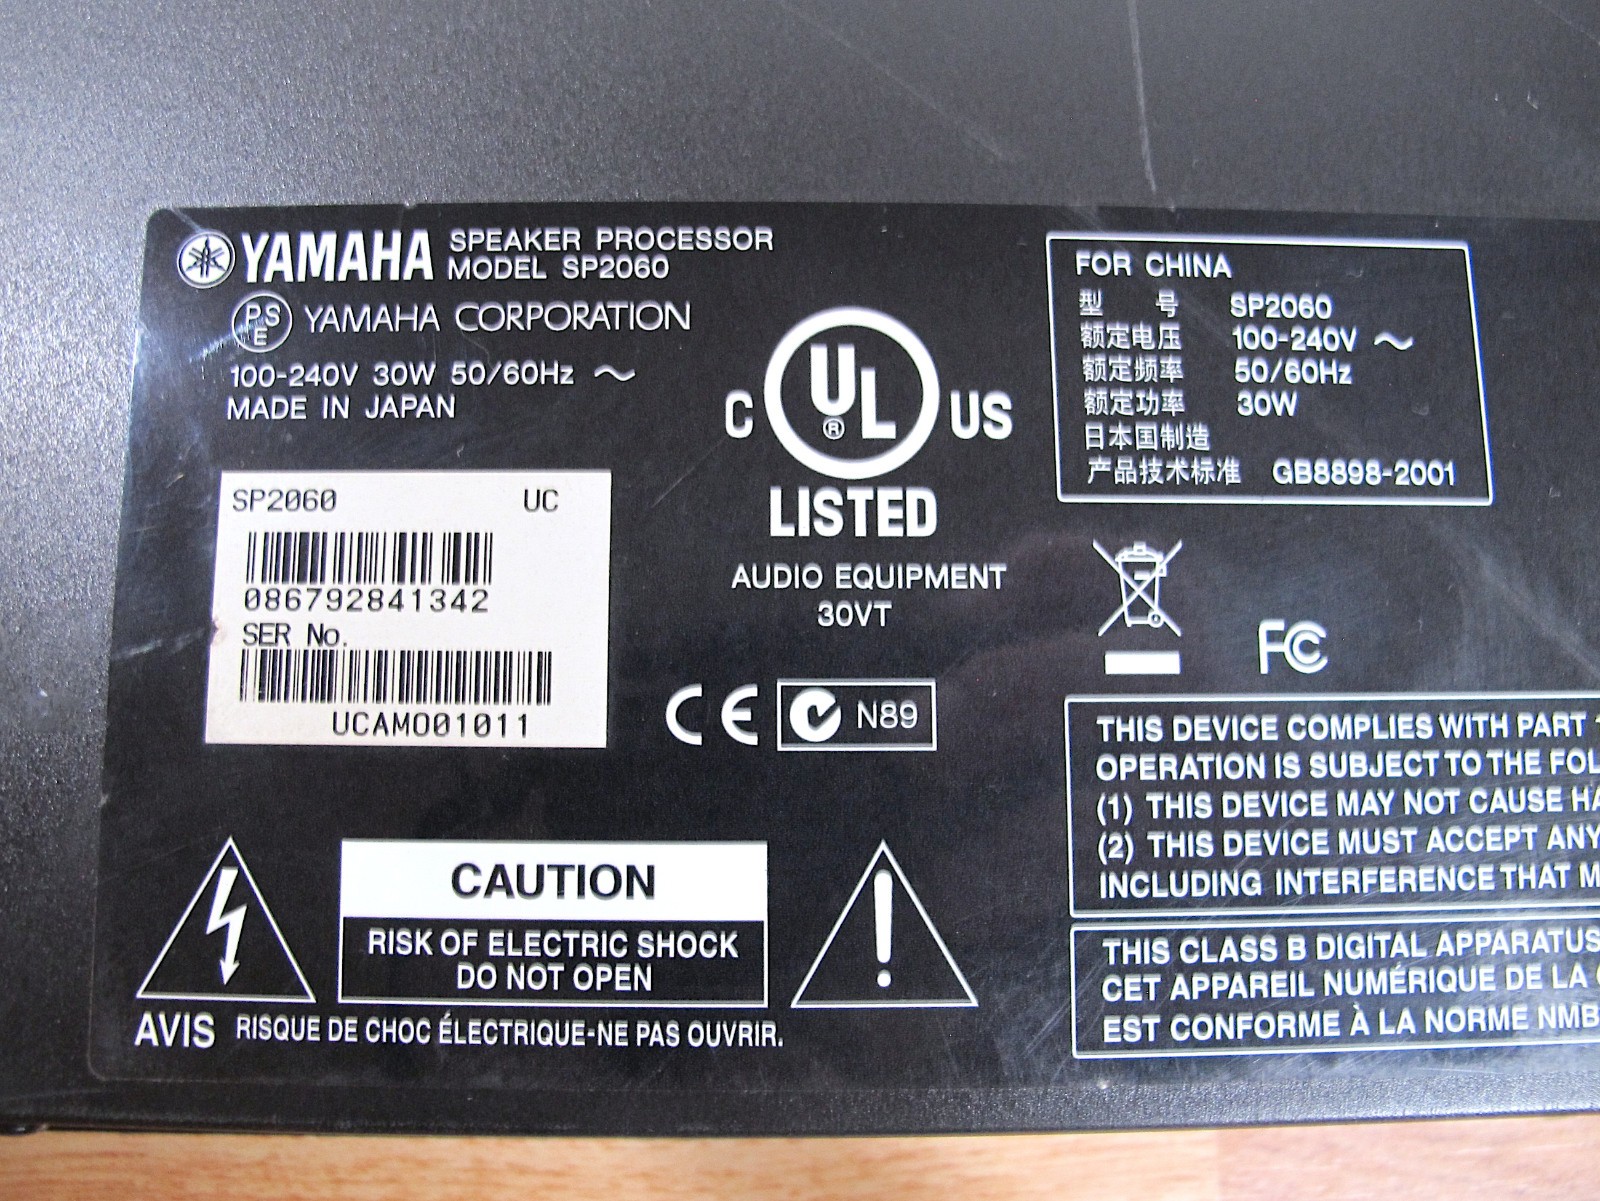 YAMAHA SPEAKER PROCESSOR
MODEL SP2060
PSE YAMAHA CORPORATION
100-240V 30W 50/60Hz ～
MADE IN JAPAN
SP2060 UC
086792841342
SER No.
UCAMO01011
C UL® US
LISTED
AUDIO EQUIPMENT
30VT
CE N89
FOR CHINA
型 号 SP2060
额定电压 100-240V ～
额定频率 50/60Hz
额定功率 30W
日本国制造
产品技术标准 GB8898-2001
FC
THIS DEVICE COMPLIES WITH PART
OPERATION IS SUBJECT TO THE FOL
(1) THIS DEVICE MAY NOT CAUSE HA
(2) THIS DEVICE MUST ACCEPT ANY
INCLUDING INTERFERENCE THAT M
THIS CLASS B DIGITAL APPARATUS
CET APPAREIL NUMÉRIQUE DE LA
EST CONFORME À LA NORME NMB
CAUTION
RISK OF ELECTRIC SHOCK
DO NOT OPEN
AVIS RISQUE DE CHOC ÉLECTRIQUE-NE PAS OUVRIR.